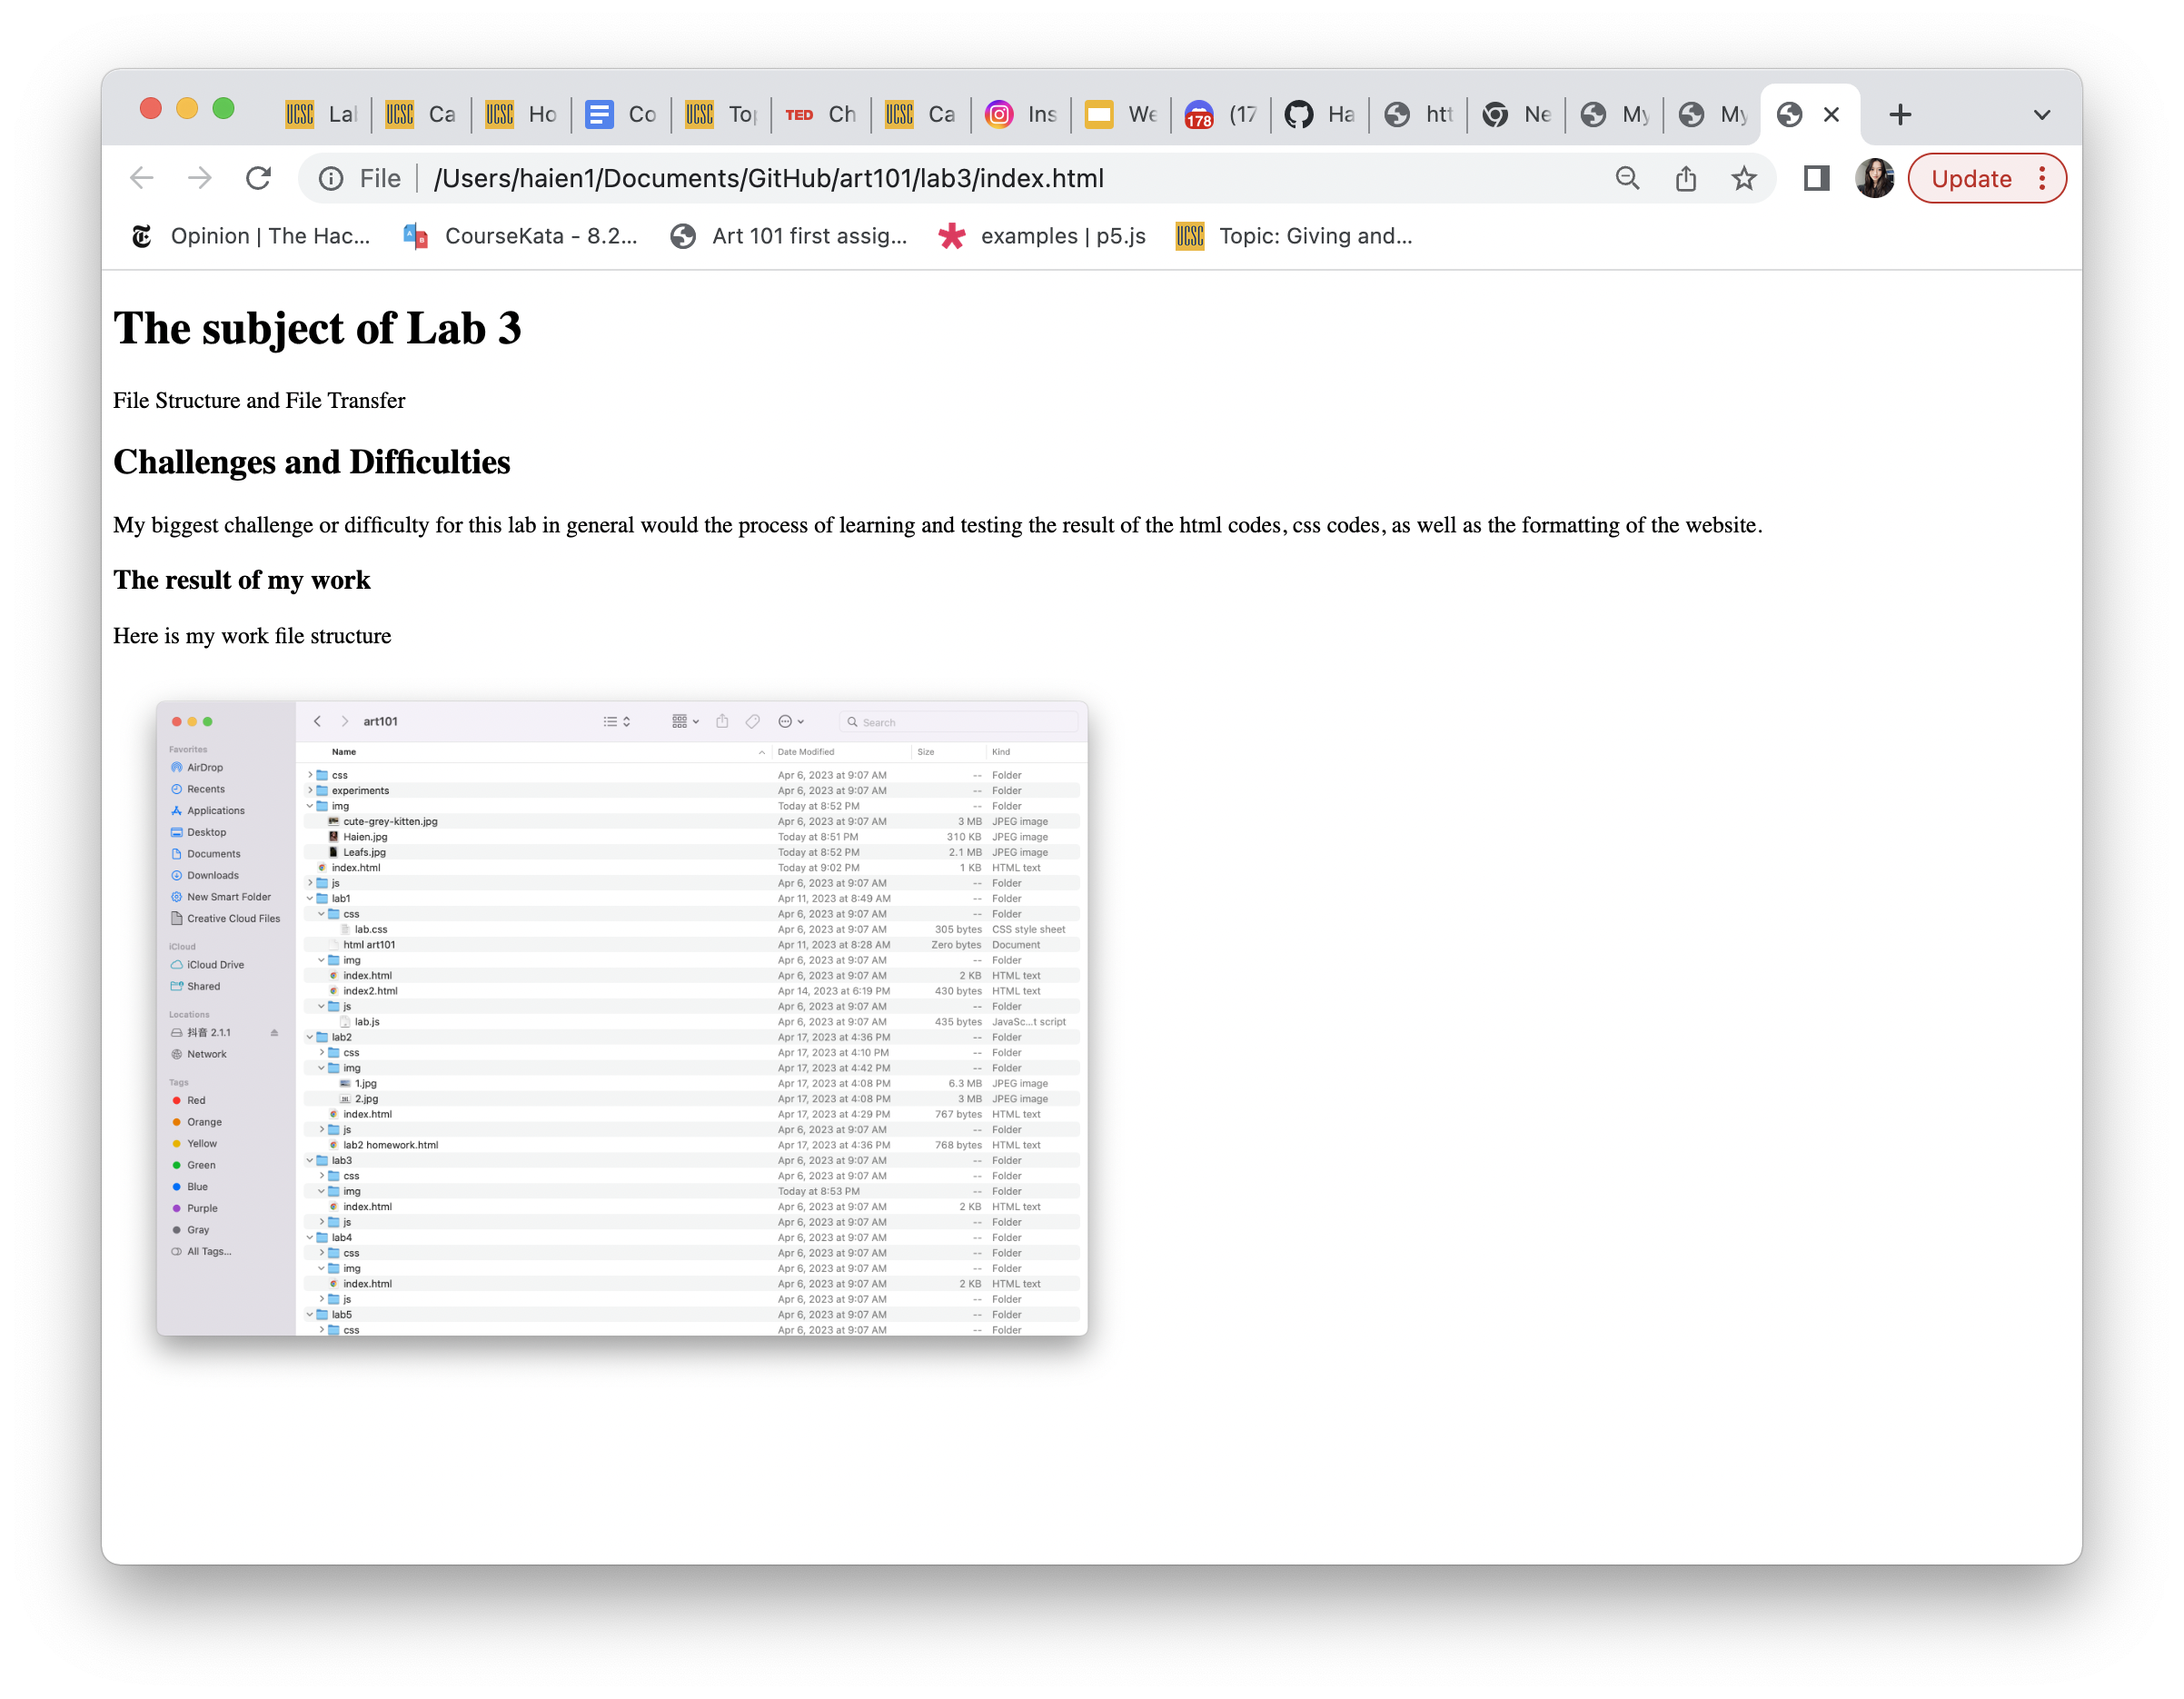 UCSC Lal UCSC Ca UCSC Ho Co UCSC Top TED Ch UCSC Ca Ins We 178 (17 Ha htt Ne My My
File /Users/haien1/Documents/GitHub/art101/lab3/index.html Update
Opinion | The Hac... CourseKata - 8.2... Art 101 first assig... examples | p5.js UCSC Topic: Giving and...
The subject of Lab 3
File Structure and File Transfer
Challenges and Difficulties
My biggest challenge or difficulty for this lab in general would the process of learning and testing the result of the html codes, css codes, as well as the formatting of the website.
The result of my work
Here is my work file structure
art101 Search
Favorites
AirDrop
Recents
Applications
Desktop
Documents
Downloads
New Smart Folder
Creative Cloud Files
iCloud
iCloud Drive
Shared
Locations
抖音 2.1.1
Network
Tags
Red
Orange
Yellow
Green
Blue
Purple
Gray
All Tags...
Name Date Modified Size Kind
css Apr 6, 2023 at 9:07 AM -- Folder
experiments Apr 6, 2023 at 9:07 AM -- Folder
img Today at 8:52 PM -- Folder
cute-grey-kitten.jpg Apr 6, 2023 at 9:07 AM 3 MB JPEG image
Haien.jpg Today at 8:51 PM 310 KB JPEG image
Leafs.jpg Today at 8:52 PM 2.1 MB JPEG image
index.html Today at 9:02 PM 1 KB HTML text
js Apr 6, 2023 at 9:07 AM -- Folder
lab1 Apr 11, 2023 at 8:49 AM -- Folder
css Apr 6, 2023 at 9:07 AM -- Folder
lab.css Apr 6, 2023 at 9:07 AM 305 bytes CSS style sheet
html art101 Apr 11, 2023 at 8:28 AM Zero bytes Document
img Apr 6, 2023 at 9:07 AM -- Folder
index.html Apr 6, 2023 at 9:07 AM 2 KB HTML text
index2.html Apr 14, 2023 at 6:19 PM 430 bytes HTML text
js Apr 6, 2023 at 9:07 AM -- Folder
lab.js Apr 6, 2023 at 9:07 AM 435 bytes JavaSc...t script
lab2 Apr 17, 2023 at 4:36 PM -- Folder
css Apr 17, 2023 at 4:10 PM -- Folder
img Apr 17, 2023 at 4:42 PM -- Folder
1.jpg Apr 17, 2023 at 4:08 PM 6.3 MB JPEG image
2.jpg Apr 17, 2023 at 4:08 PM 3 MB JPEG image
index.html Apr 17, 2023 at 4:29 PM 767 bytes HTML text
js Apr 6, 2023 at 9:07 AM -- Folder
lab2 homework.html Apr 17, 2023 at 4:36 PM 768 bytes HTML text
lab3 Apr 6, 2023 at 9:07 AM -- Folder
css Apr 6, 2023 at 9:07 AM -- Folder
img Today at 8:53 PM -- Folder
index.html Apr 6, 2023 at 9:07 AM 2 KB HTML text
js Apr 6, 2023 at 9:07 AM -- Folder
lab4 Apr 6, 2023 at 9:07 AM -- Folder
css Apr 6, 2023 at 9:07 AM -- Folder
img Apr 6, 2023 at 9:07 AM -- Folder
index.html Apr 6, 2023 at 9:07 AM 2 KB HTML text
js Apr 6, 2023 at 9:07 AM -- Folder
lab5 Apr 6, 2023 at 9:07 AM -- Folder
css Apr 6, 2023 at 9:07 AM -- Folder